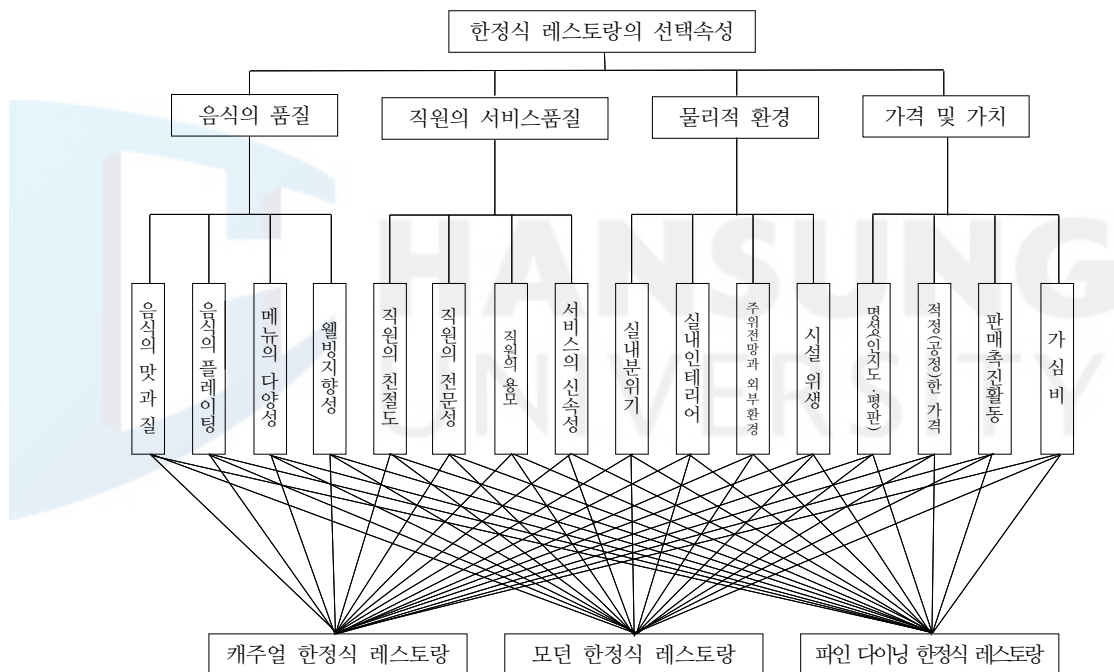 한정식 레스토랑의 선택속성
음식의 품질
직원의 서비스품질
물리적 환경
가격 및 가치
음식의 맛과 질
음식의 플레이팅
메뉴의 다양성
웰빙지향성
직원의 친절도
직원의 전문성
직원의 용모
서비스의 신속성
실내분위기
실내인테리어
주위전망과 외부환경
시설 위생
명성(인지도·평판)
적정(공정)한 가격
판매촉진활동
가심비
캐주얼 한정식 레스토랑
모던 한정식 레스토랑
파인 다이닝 한정식 레스토랑
HANSUNG
UNIVERSITY